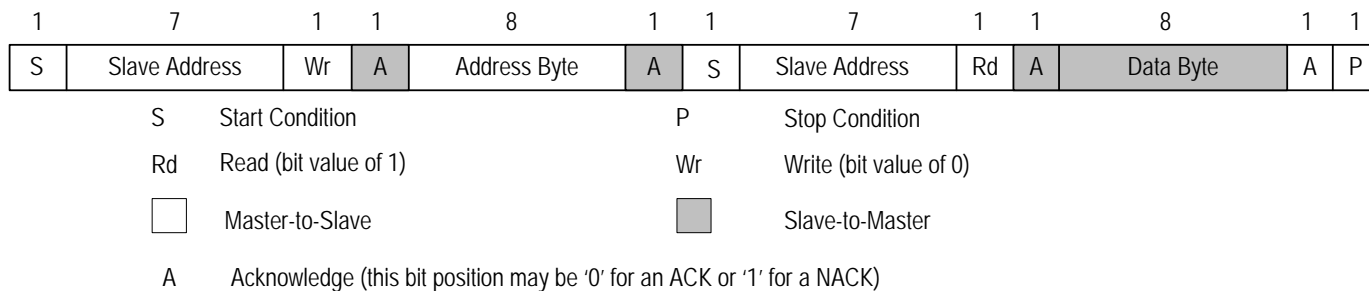 1 7 1 1 8 1 1 7 1 1 8 1 1
S Slave Address Wr A Address Byte A S Slave Address Rd A Data Byte A P
S Start Condition P Stop Condition
Rd Read (bit value of 1) Wr Write (bit value of 0)
Master-to-Slave Slave-to-Master
A Acknowledge (this bit position may be ‘0’ for an ACK or ‘1’ for a NACK)